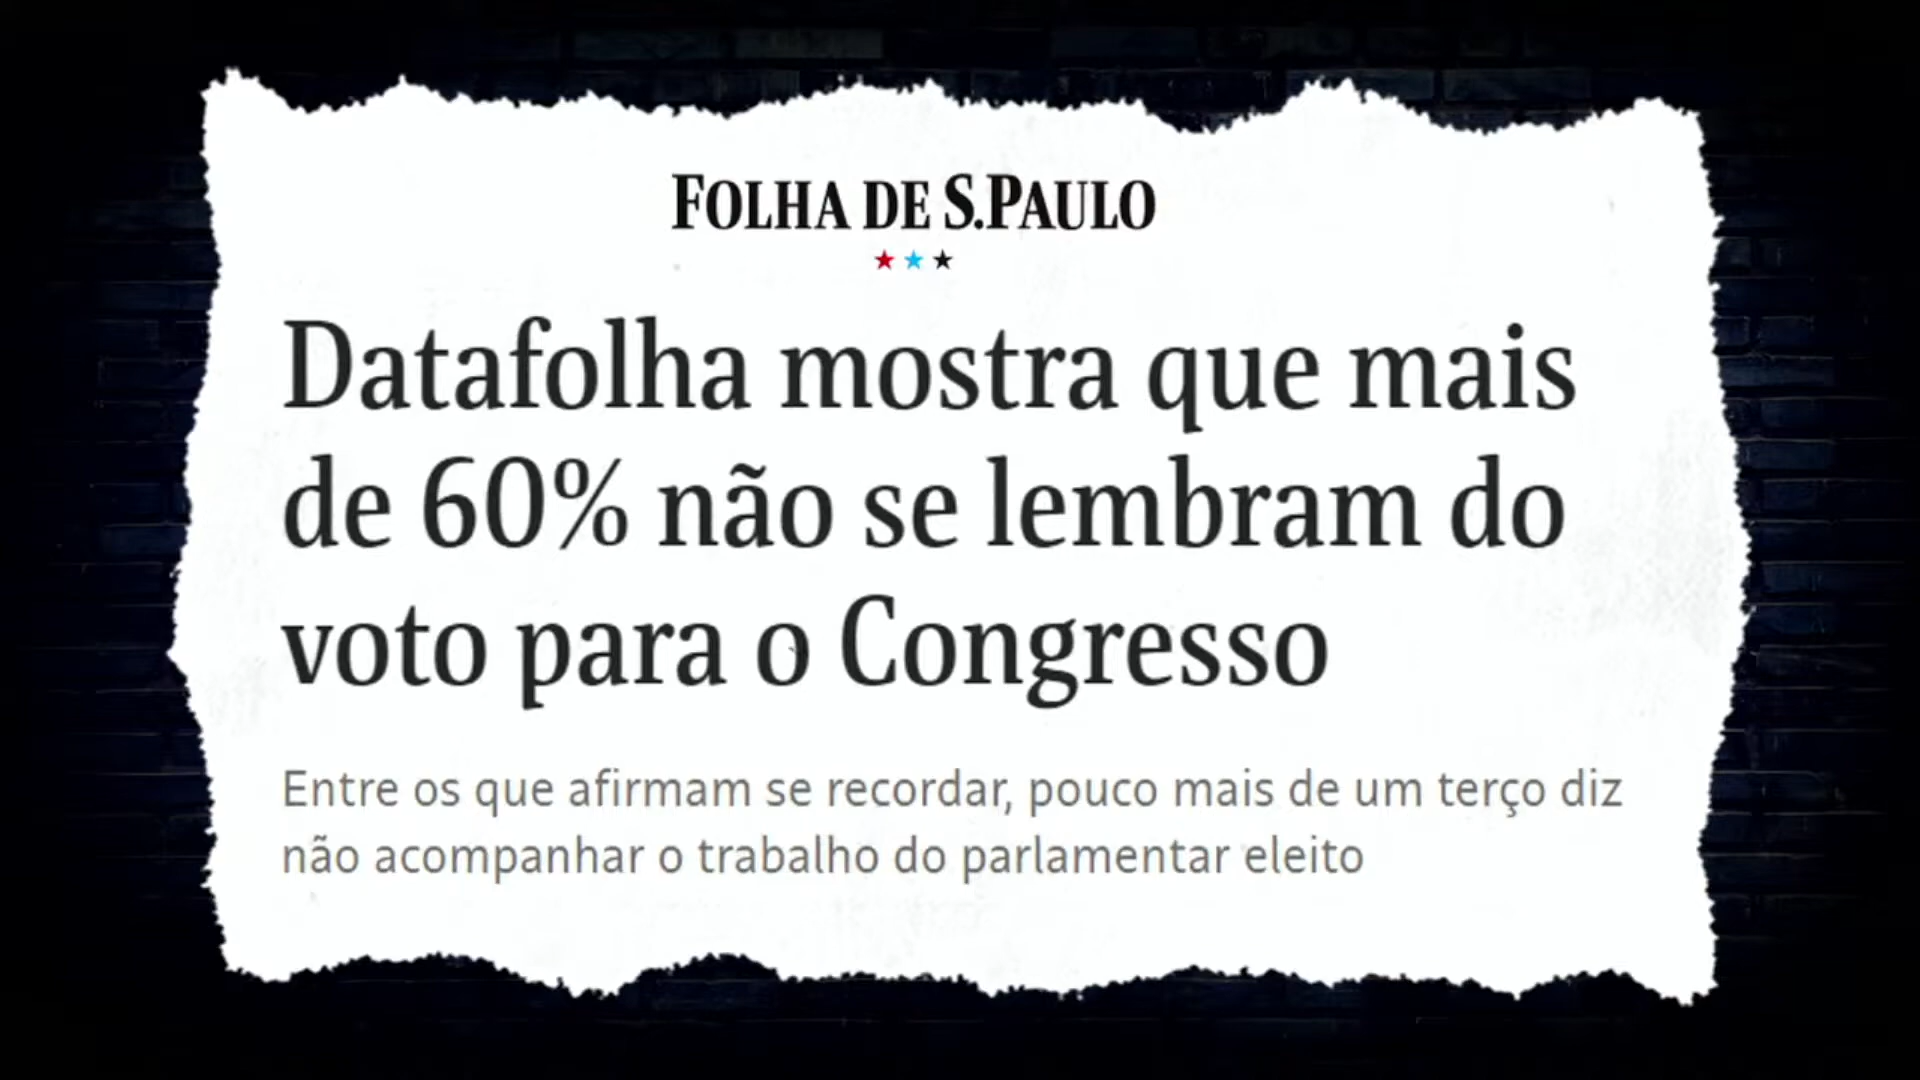 FOLHA DE S.PAULO
Datafolha mostra que mais
de 60% não se lembram do
voto para o Congresso
Entre os que afirmam se recordar, pouco mais de um terço diz
não acompanhar o trabalho do parlamentar eleito